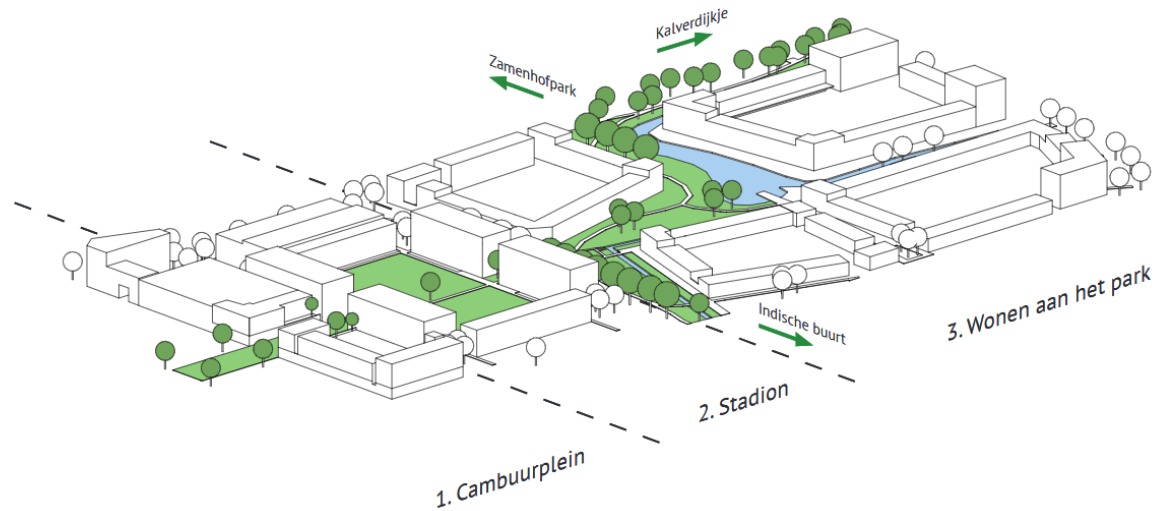 Kalverdijkje
Zamenhofpark
Indische buurt
3. Wonen aan het park
2. Stadion
1. Cambuurplein